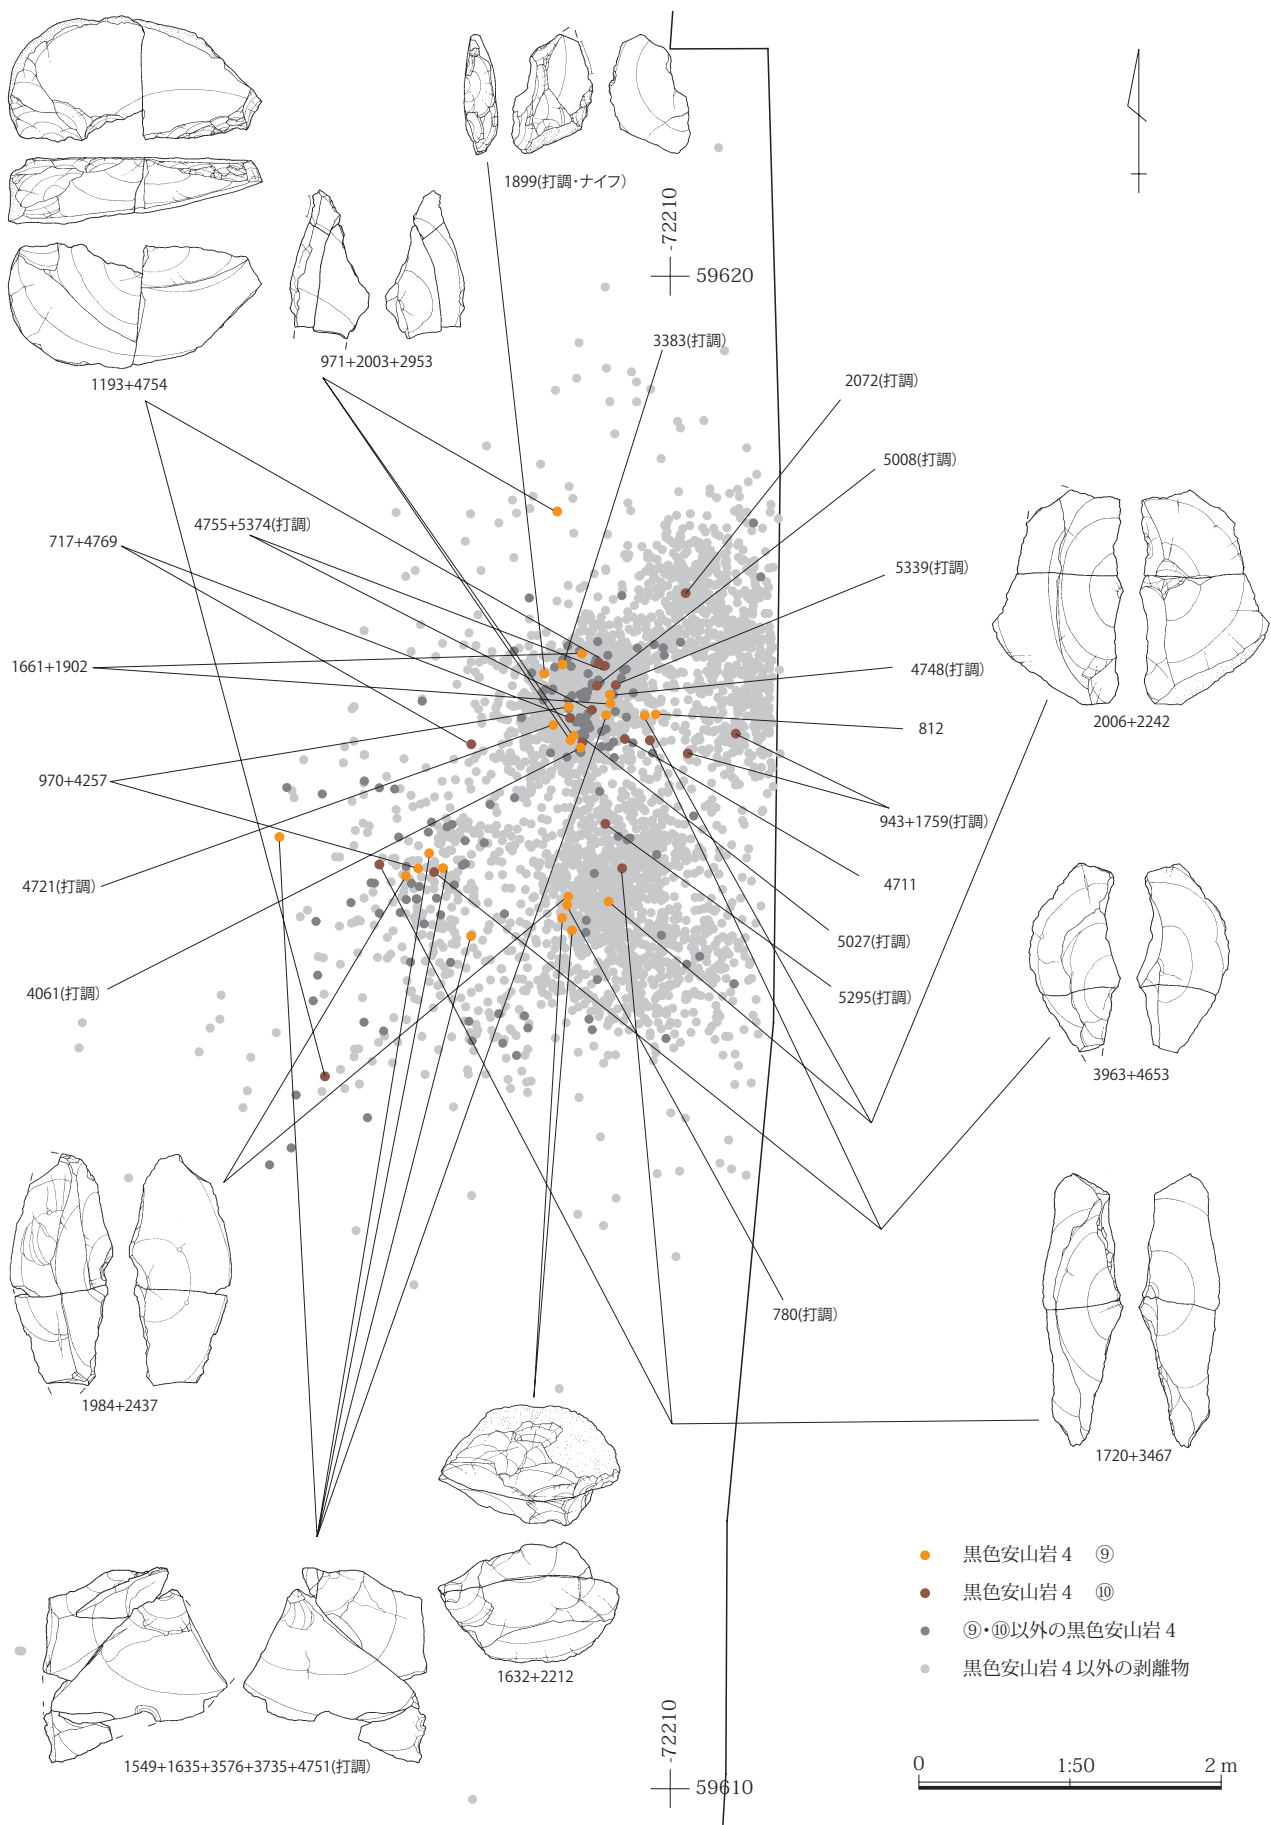 1899(打調・ナイフ)
-72210
59620
971+2003+2953
1193+4754
3383(打調)
2072(打調)
5008(打調)
4755+5374(打調)
717+4769
5339(打調)
1661+1902
4748(打調)
2006+2242
812
970+4257
943+1759(打調)
4721(打調)
4711
5027(打調)
4061(打調)
5295(打調)
3963+4653
780(打調)
1984+2437
1720+3467
黒色安山岩4 ⑨
黒色安山岩4 ⑩
⑨・⑩以外の黒色安山岩4
黒色安山岩4以外の剥離物
1632+2212
-72210
59610
1549+1635+3576+3735+4751(打調)
0 1:50 2 m